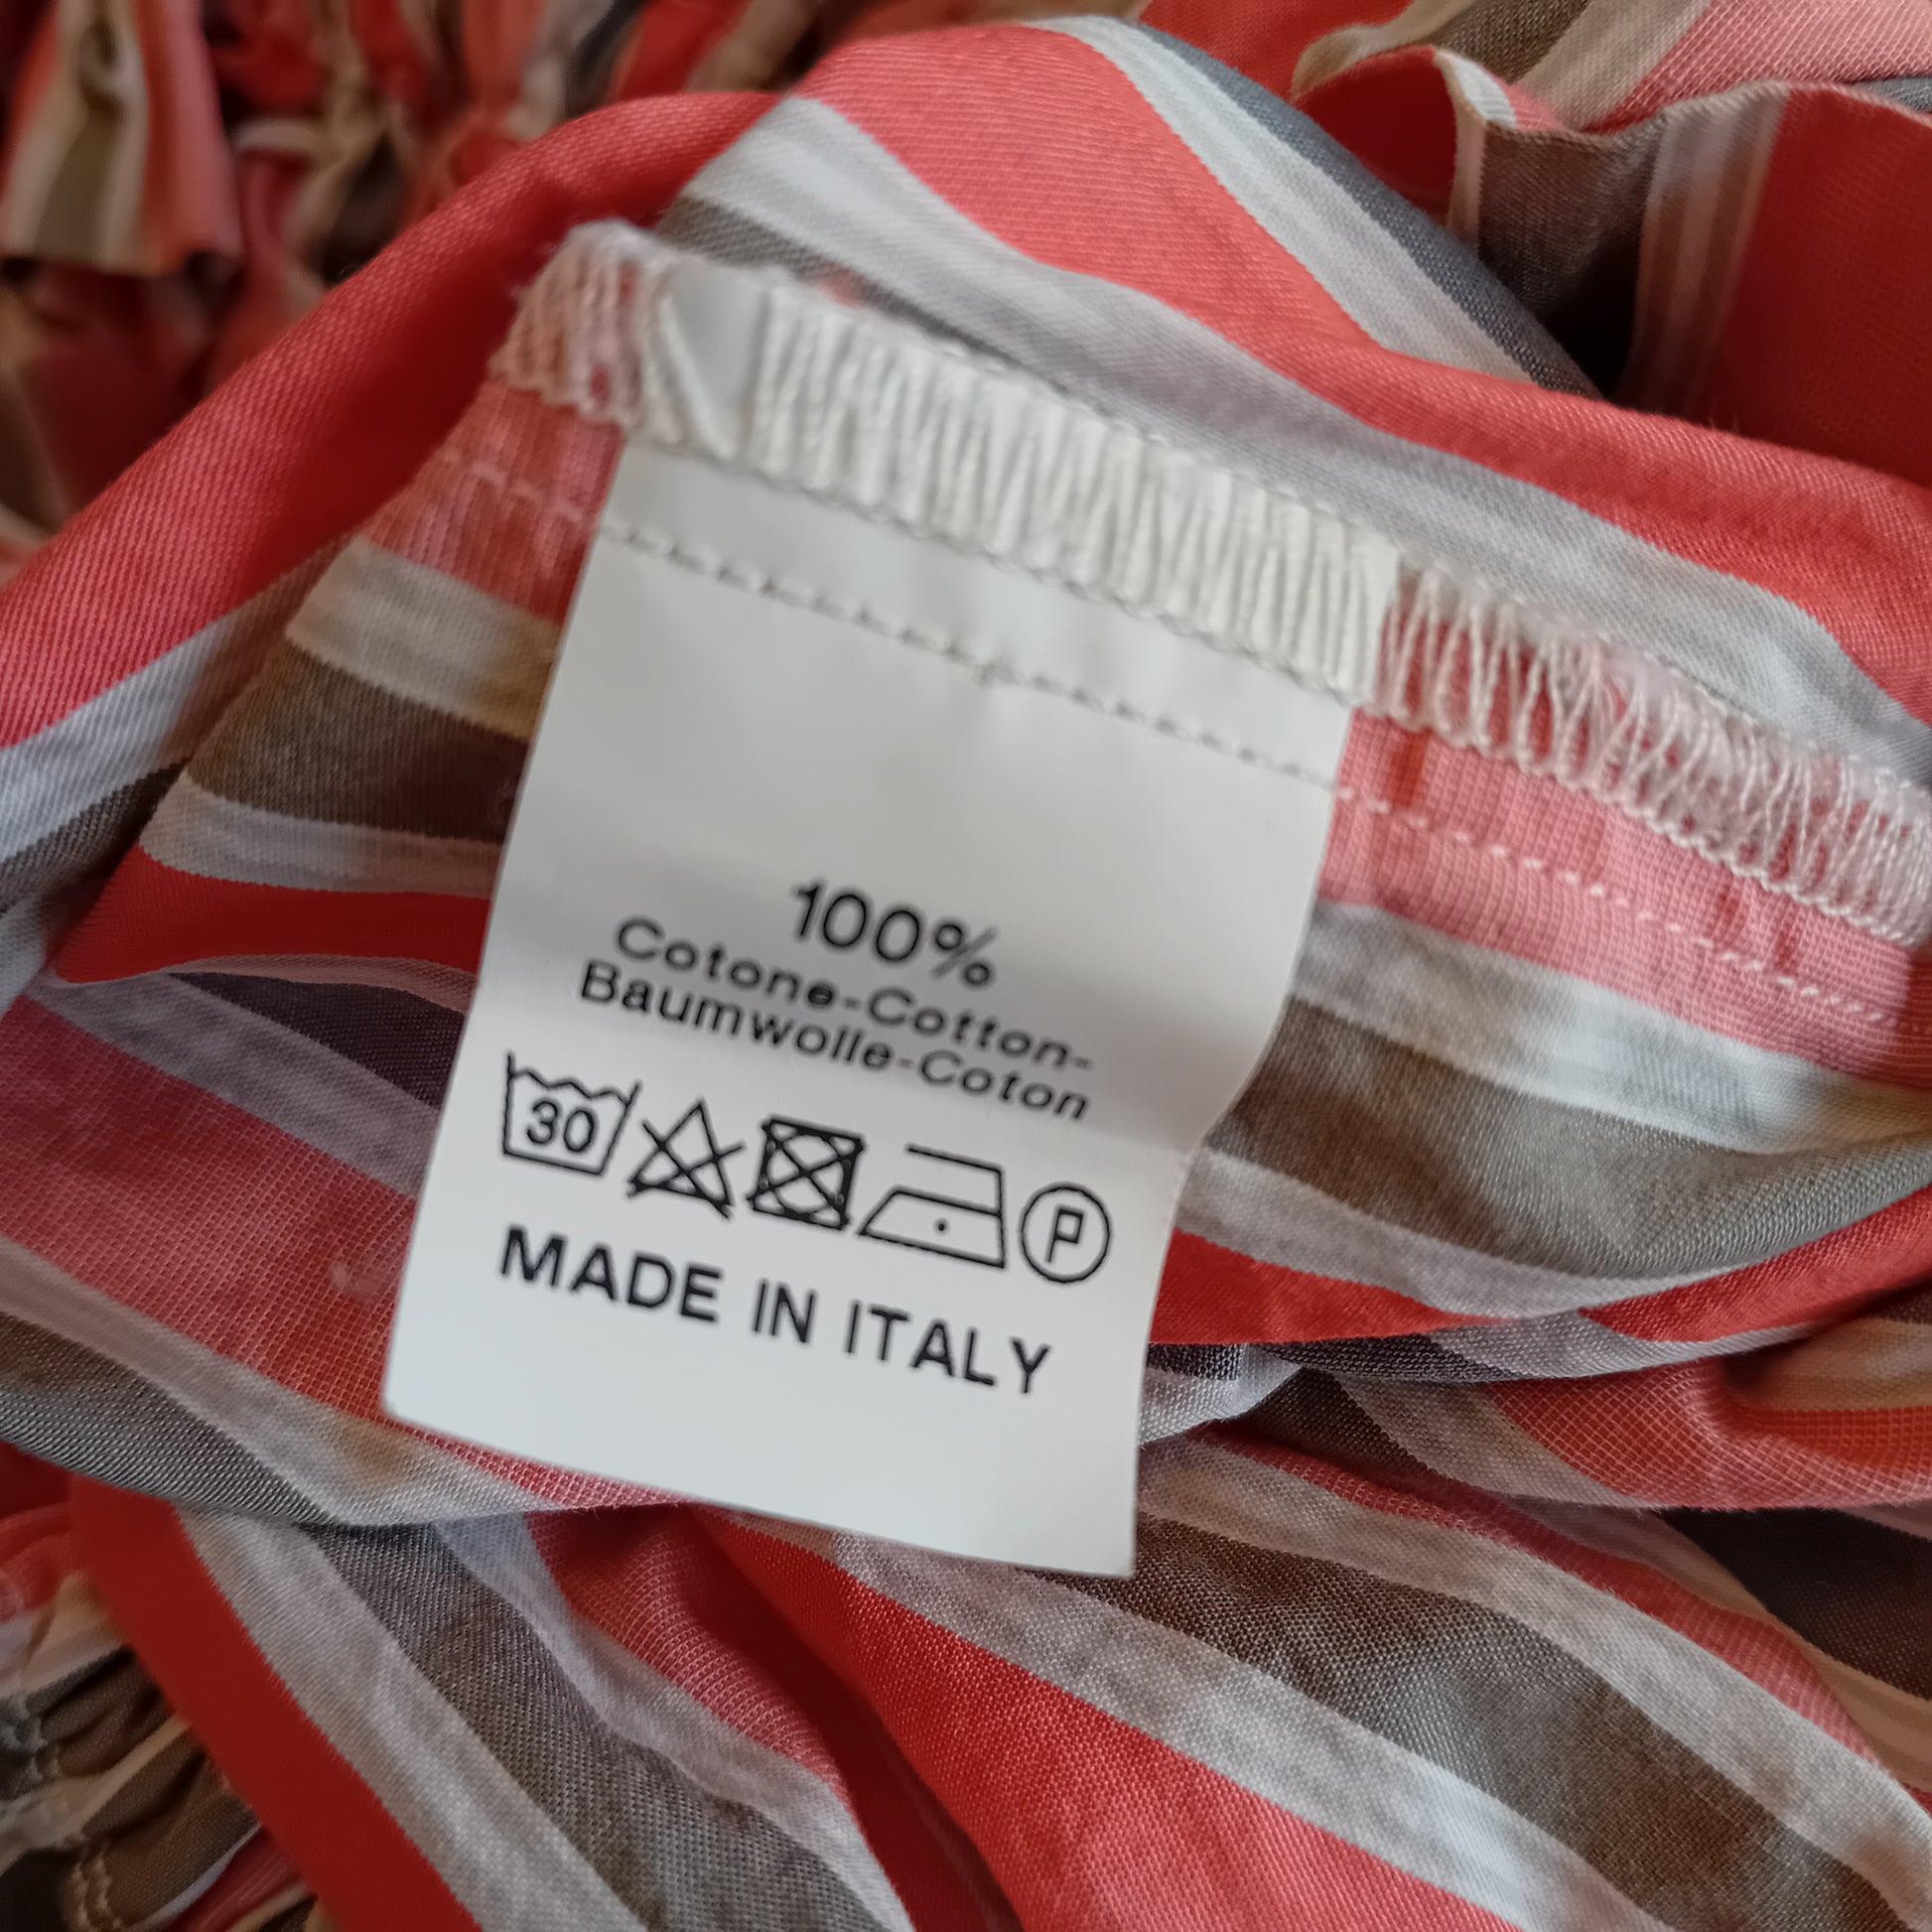 100%
Cotone-Cotton-
Baumwolle-Coton
30 P
MADE IN ITALY